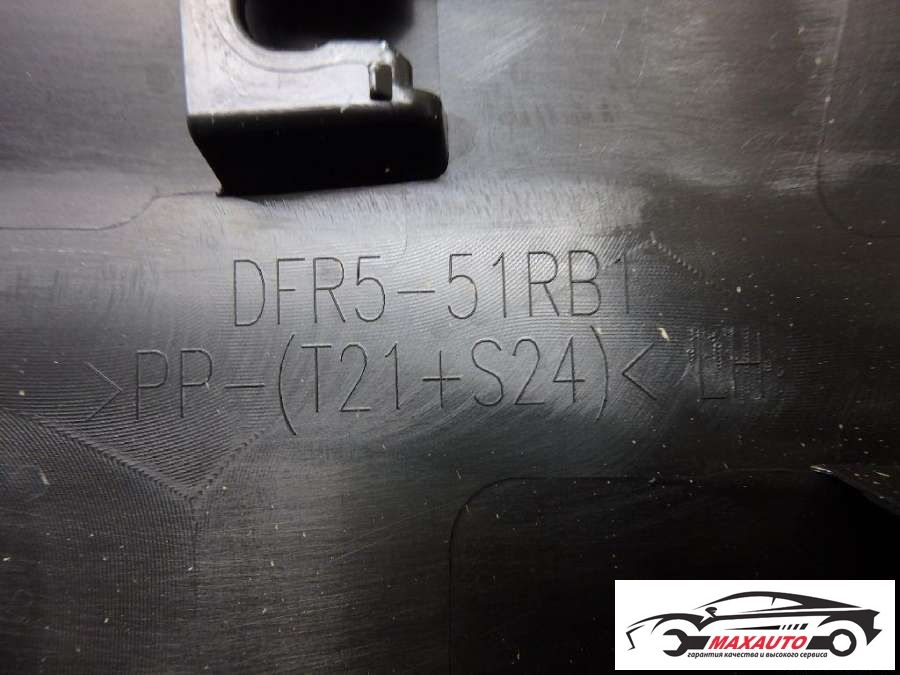 DFR5-51RB1
>PP-(T21+S24)< LH
MAXAUTO
гарантия качества и высокого сервиса